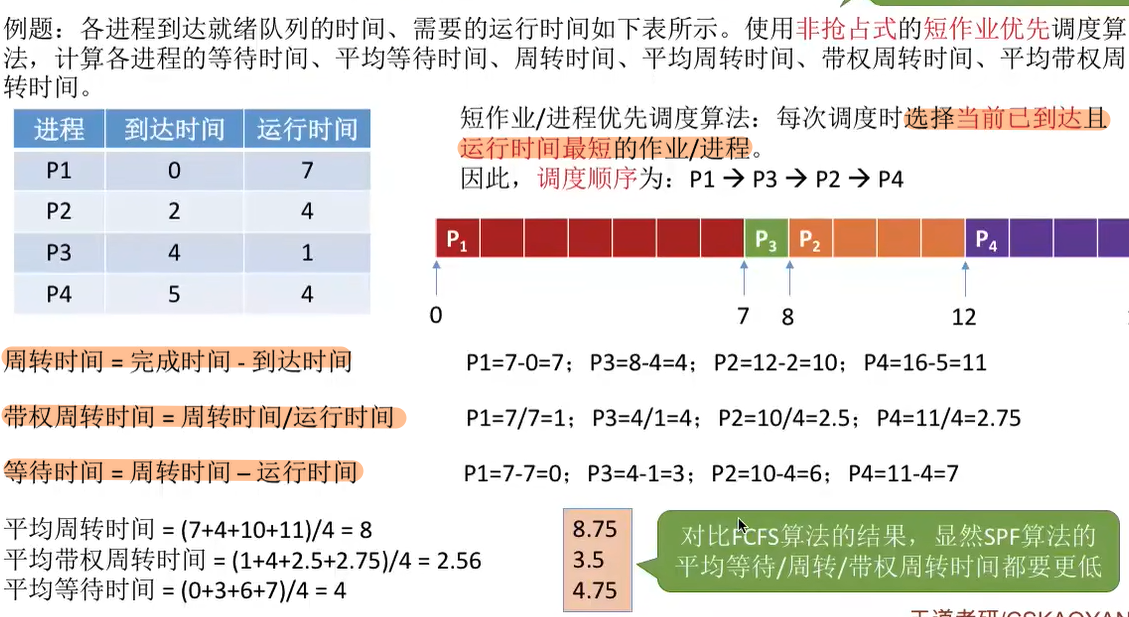 例题：各进程到达就绪队列的时间、需要的运行时间如下表所示。使用非抢占式的短作业优先调度算
法，计算各进程的等待时间、平均等待时间、周转时间、平均周转时间、带权周转时间、平均带权周
转时间。
进程 到达时间 运行时间
P1 0 7
P2 2 4
P3 4 1
P4 5 4
短作业/进程优先调度算法：每次调度时选择当前已到达且
运行时间最短的作业/进程。
因此，调度顺序为：P1 → P3 → P2 → P4
P1 P3 P2 P4
0 7 8 12
周转时间 = 完成时间 - 到达时间
P1=7-0=7；P3=8-4=4；P2=12-2=10；P4=16-5=11
带权周转时间 = 周转时间/运行时间
P1=7/7=1；P3=4/1=4；P2=10/4=2.5；P4=11/4=2.75
等待时间 = 周转时间 – 运行时间
P1=7-7=0；P3=4-1=3；P2=10-4=6；P4=11-4=7
平均周转时间 = (7+4+10+11)/4 = 8
平均带权周转时间 = (1+4+2.5+2.75)/4 = 2.56
平均等待时间 = (0+3+6+7)/4 = 4
8.75
3.5
4.75
对比FCFS算法的结果，显然SPF算法的
平均等待/周转/带权周转时间都要更低